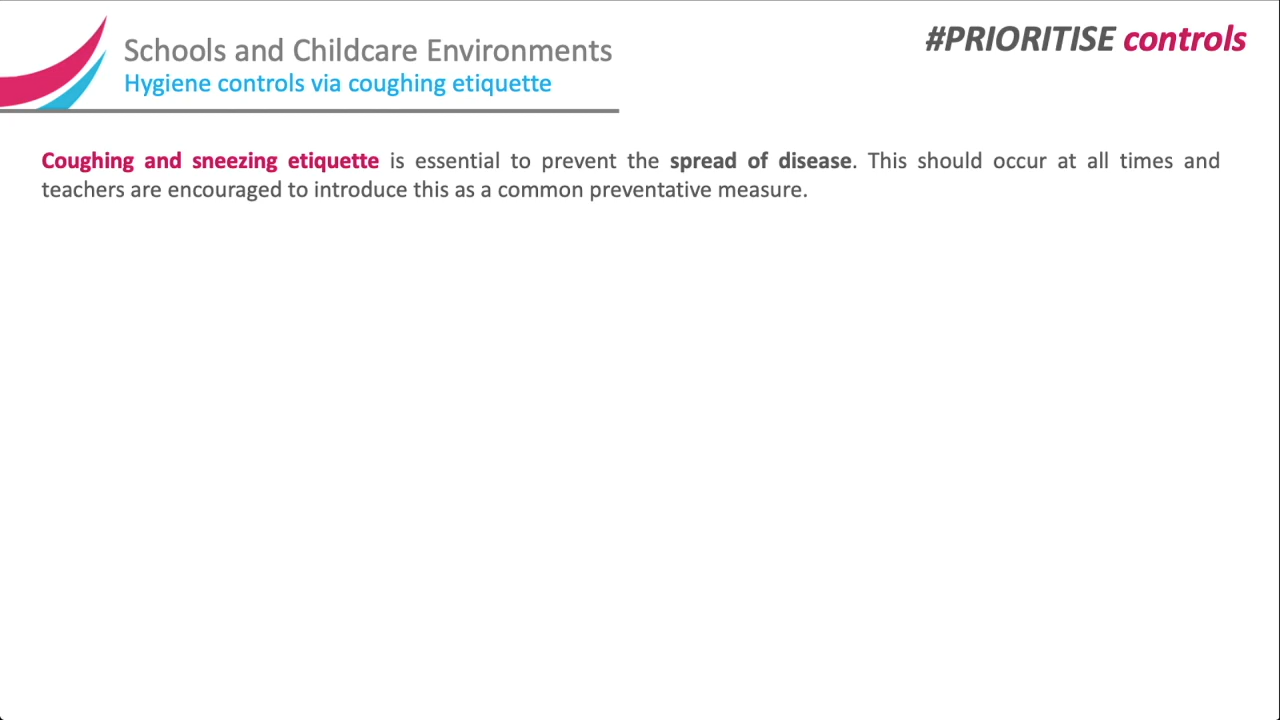 Schools and Childcare Environments
Hygiene controls via coughing etiquette
#PRIORITISE controls
Coughing and sneezing etiquette is essential to prevent the spread of disease. This should occur at all times and
teachers are encouraged to introduce this as a common preventative measure.